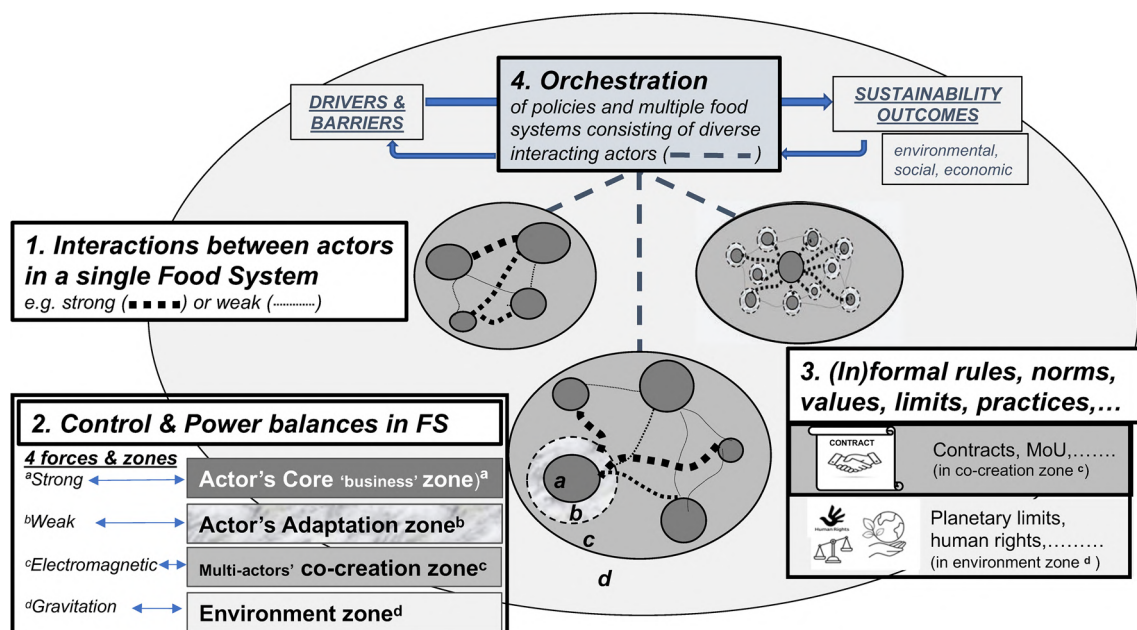 4. Orchestration
of policies and multiple food
systems consisting of diverse
interacting actors ( )
DRIVERS &
BARRIERS
SUSTAINABILITY
OUTCOMES
environmental,
social, economic
1. Interactions between actors
in a single Food System
e.g. strong ( ) or weak ( )
2. Control & Power balances in FS
4 forces & zones
ᵃStrong
Actor's Core 'business' zone)ᵃ
ᵇWeak
Actor's Adaptation zoneᵇ
ᶜElectromagnetic
Multi-actors' co-creation zoneᶜ
ᵈGravitation
Environment zoneᵈ
a
b
c
d
3. (In)formal rules, norms,
values, limits, practices,…
CONTRACT
Contracts, MoU,…….
(in co-creation zone ᶜ)
Human Rights
Planetary limits,
human rights,………
(in environment zone ᵈ )